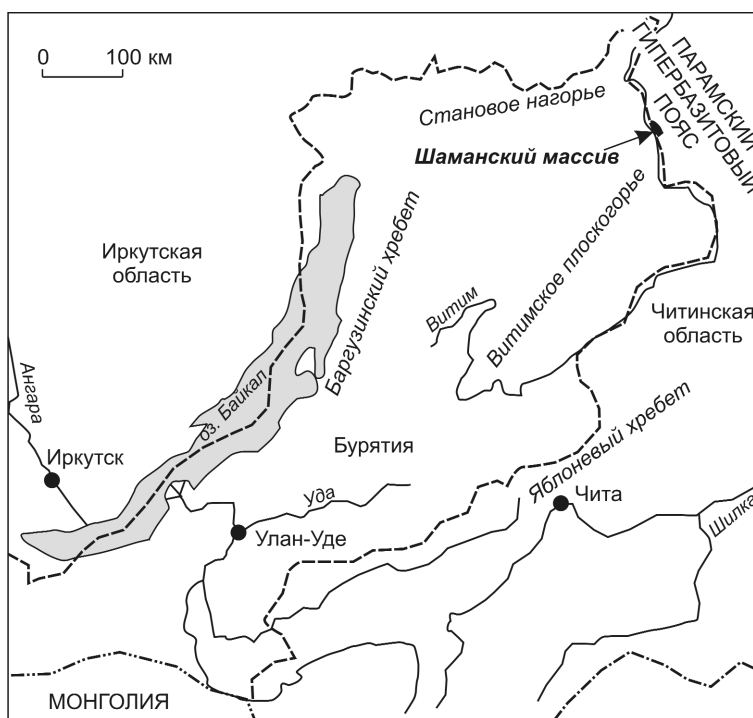 0 100 км
ПАРАМСКИЙ
ГИПЕРБАЗИТОВЫЙ
ПОЯС
Становое нагорье
Шаманский массив
Иркутская
область
Баргузинский хребет
Витим
Витимское плоскогорье
Читинская
область
Ангара
оз. Байкал
Иркутск
Бурятия
Яблоневый хребет
Уда
Чита
Шилка
Улан-Уде
МОНГОЛИЯ